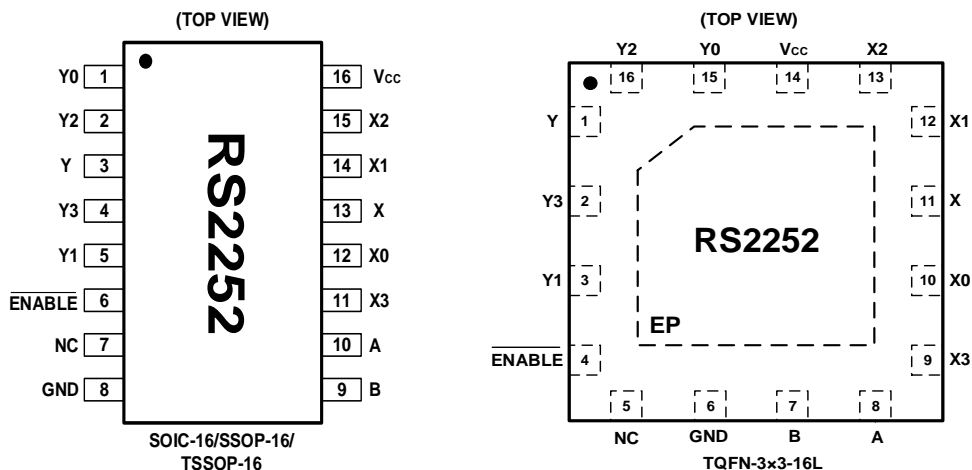 (TOP VIEW)
Y0 1
Y2 2
Y 3
Y3 4
Y1 5
ENABLE 6
NC 7
GND 8
16 VCC
15 X2
14 X1
13 X
12 X0
11 X3
10 A
9 B
RS2252
SOIC-16/SSOP-16/
TSSOP-16
(TOP VIEW)
Y2 Y0 VCC X2
16 15 14 13
Y 1
Y3 2
Y1 3
ENABLE 4
12 X1
11 X
10 X0
9 X3
RS2252
EP
5 6 7 8
NC GND B A
TQFN-3×3-16L